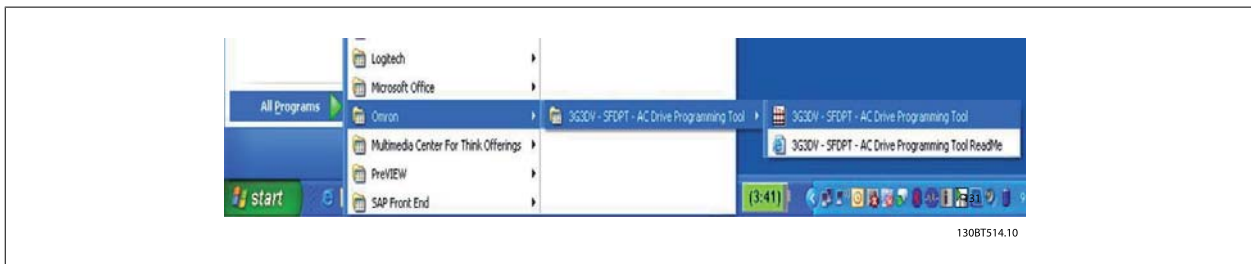 Logitech
Microsoft Office
All Programs
Omron
3G3DV - SFDPT - AC Drive Programming Tool
3G3DV - SFDPT - AC Drive Programming Tool
Multimedia Center For Think Offerings
3G3DV - SFDPT - AC Drive Programming Tool ReadMe
PreVIEW
start
SAP Front End
(3:41)
130BT514.10